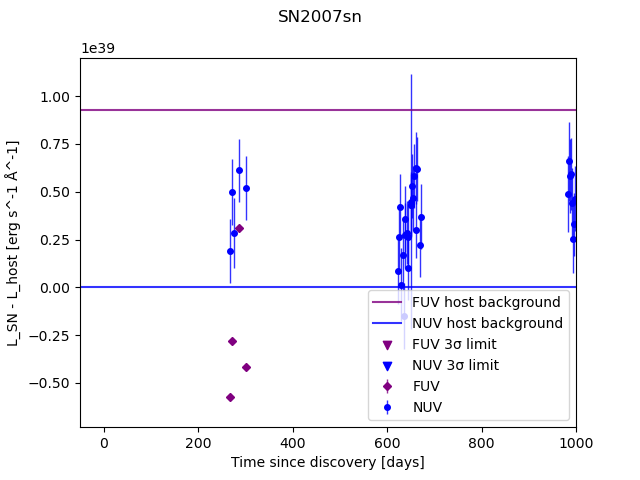 SN2007sn
1e39
1.00
0.75
0.50
0.25
0.00
−0.25
−0.50
L_SN - L_host [erg s^-1 Å^-1]
FUV host background
NUV host background
FUV 3σ limit
NUV 3σ limit
FUV
NUV
0 200 400 600 800 1000
Time since discovery [days]